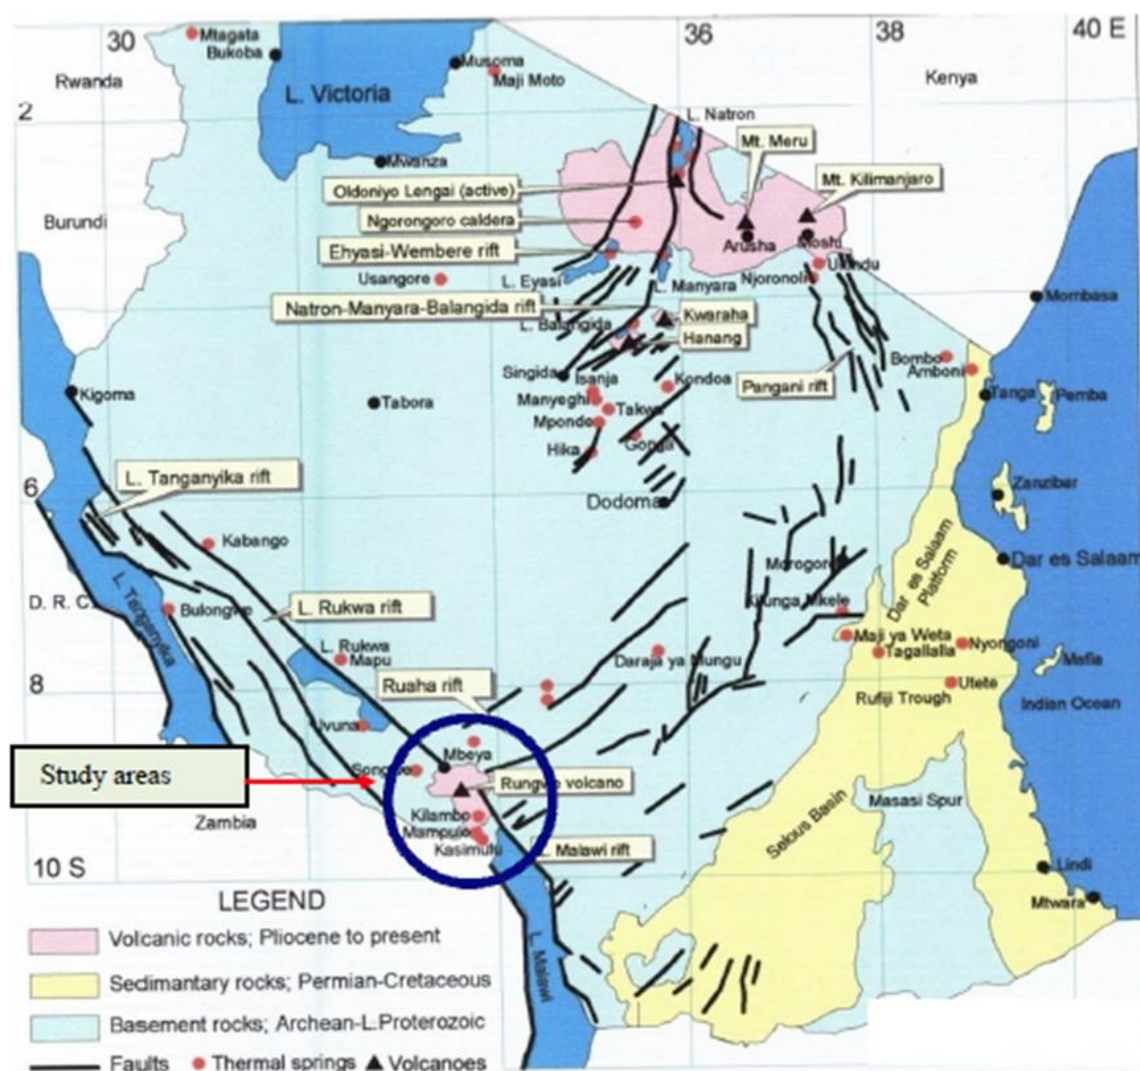 30
36
38
40 E
Mtagata
Bukoba
Musoma
Maji Moto
Rwanda
Kenya
L. Victoria
2
L. Natron
Mt. Meru
Mwanza
Mt. Kilimanjaro
Oldoniyo Lengai (active)
Burundi
Ngorongoro caldera
Arusha
Moshi
Ehyasi-Wembere rift
Usangore
L. Eyasi
L. Manyara
Njoronoli
Mombasa
Natron-Manyara-Balangida rift
Kwaraha
L. Balangida
Hanang
Singida
Isanja
Kondoa
Bombo
Amboni
Pangani rift
Kigoma
Tabora
Manyeghi
Takwa
Tanga
Pemba
Mponde
Hika
Gonga
L. Tanganyika rift
6
Dodoma
Zanzibar
Kabango
Dar es Salaam
Platform
Dar es Salaam
Morogoro
D. R. C.
L. Tanganyika
Bulongwe
L. Rukwa rift
Maji ya Weta
Nyongoni
Tagallalla
L. Rukwa
Mapu
Daraja ya Mungu
Mafia
8
Ruaha rift
Utete
Rufiji Trough
Indian Ocean
Ivuna
Mbeya
Study areas
Rungwe volcano
Zambia
Kilambo
Mampulo
Kasimulu
Selous Basin
Masasi Spur
L. Malawi rift
10 S
Lindi
Mtwara
L. Malawi
LEGEND
Volcanic rocks; Pliocene to present
Sedimantary rocks; Permian-Cretaceous
Basement rocks; Archean-L.Proterozoic
Faults
Thermal springs
Volcanoes